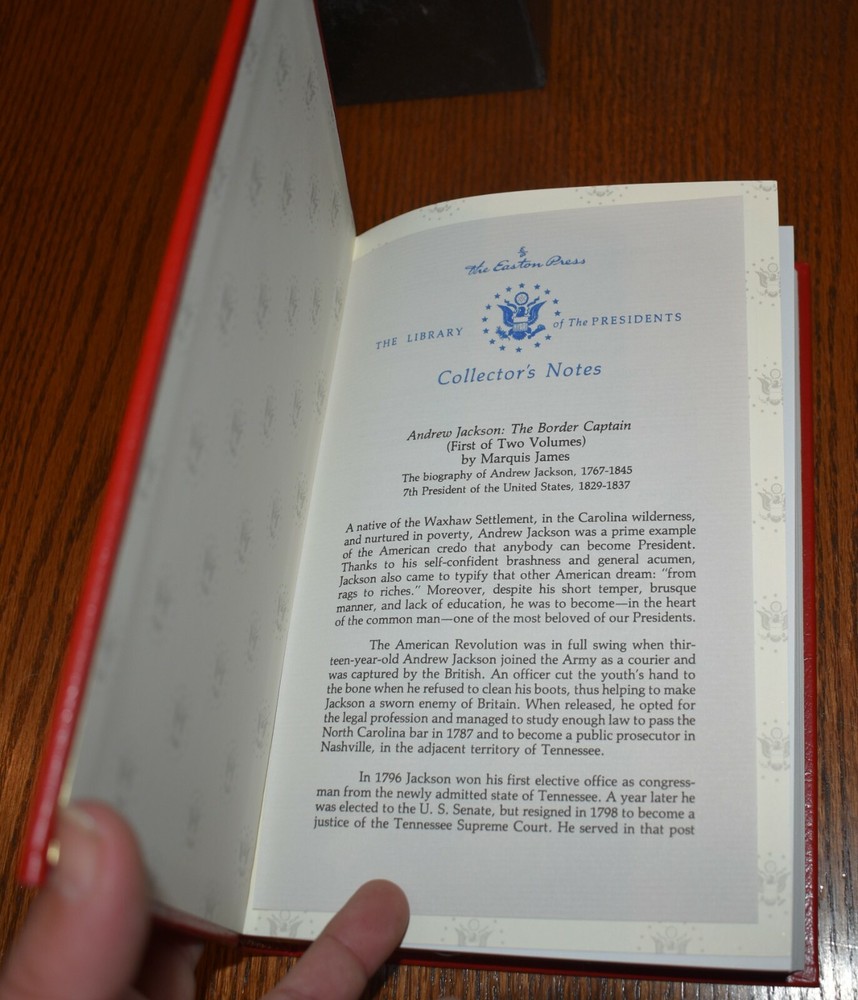 by
The Easton Press
THE LIBRARY of The PRESIDENTS
Collector's Notes
Andrew Jackson: The Border Captain
(First of Two Volumes)
by Marquis James
The biography of Andrew Jackson, 1767-1845
7th President of the United States, 1829-1837
A native of the Waxhaw Settlement, in the Carolina wilderness,
and nurtured in poverty, Andrew Jackson was a prime example
of the American credo that anybody can become President.
Thanks to his self-confident brashness and general acumen,
Jackson also came to typify that other American dream: "from
rags to riches." Moreover, despite his short temper, brusque
manner, and lack of education, he was to become—in the heart
of the common man—one of the most beloved of our Presidents.
The American Revolution was in full swing when thir-
teen-year-old Andrew Jackson joined the Army as a courier and
was captured by the British. An officer cut the youth's hand to
the bone when he refused to clean his boots, thus helping to make
Jackson a sworn enemy of Britain. When released, he opted for
the legal profession and managed to study enough law to pass the
North Carolina bar in 1787 and to become a public prosecutor in
Nashville, in the adjacent territory of Tennessee.
In 1796 Jackson won his first elective office as congress-
man from the newly admitted state of Tennessee. A year later he
was elected to the U. S. Senate, but resigned in 1798 to become a
justice of the Tennessee Supreme Court. He served in that post